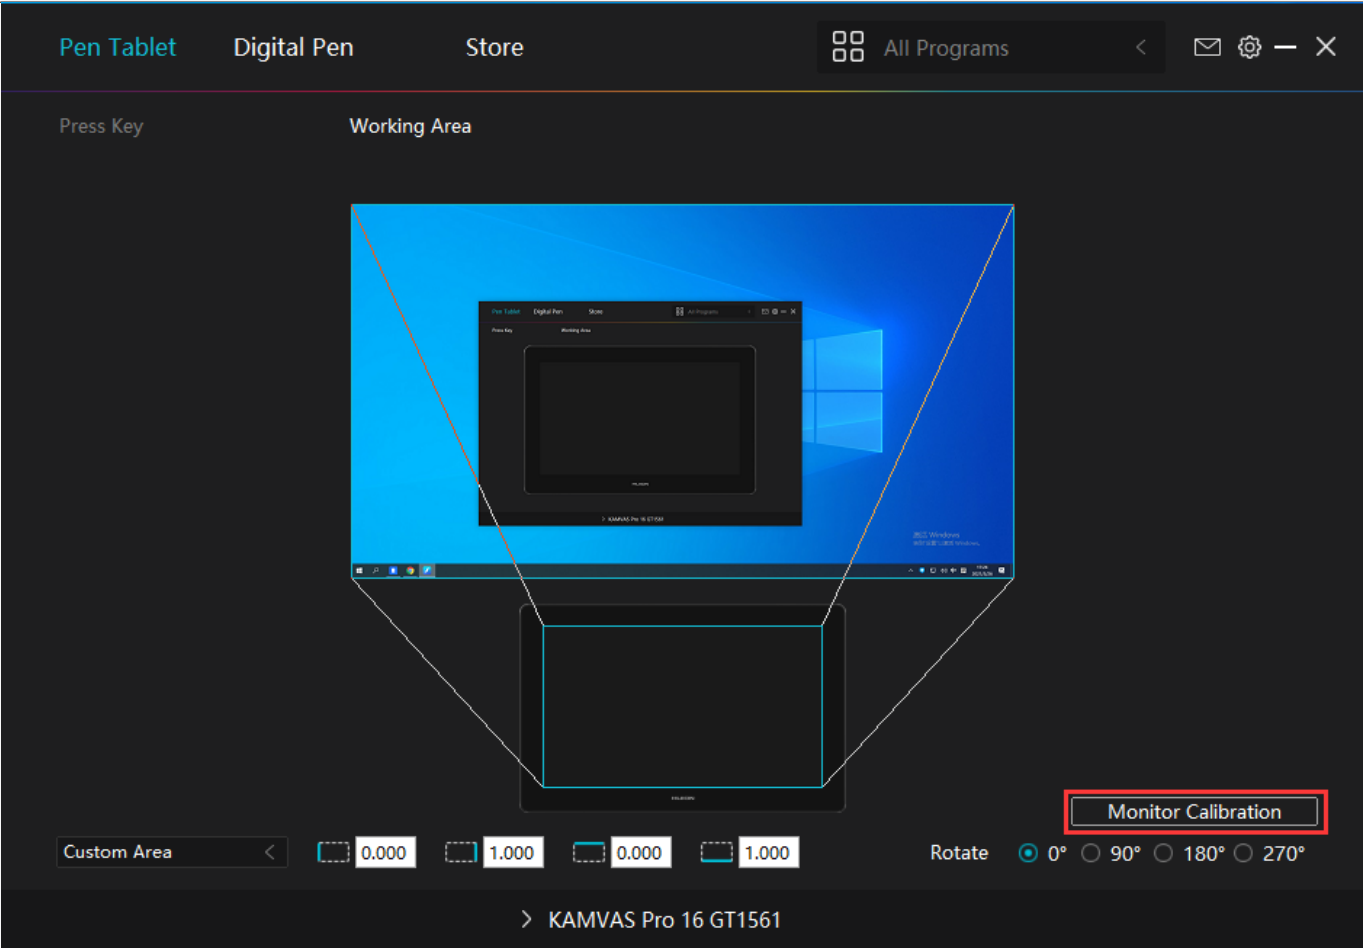 Pen Tablet Digital Pen Store All Programs
Press Key Working Area
Pen Tablet Digital Pen Store All Programs
Press Key Working Area
KAMVAS Pro 16 GT1561
Windows
Windows
Monitor Calibration
Custom Area 0.000 1.000 0.000 1.000 Rotate 0° 90° 180° 270°
KAMVAS Pro 16 GT1561